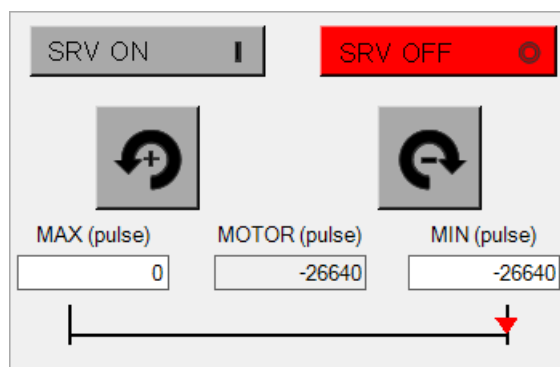 SRV ON I
SRV OFF O
+ -
MAX (pulse) MOTOR (pulse) MIN (pulse)
0 -26640 -26640